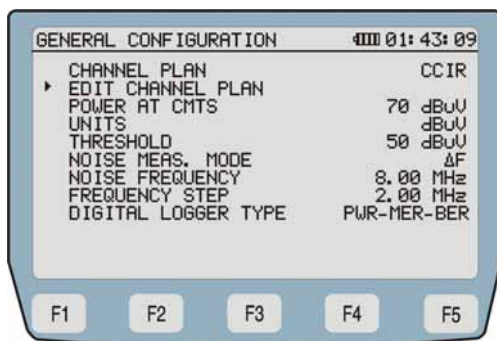 GENERAL CONFIGURATION 01:43:09
CHANNEL PLAN CCIR
EDIT CHANNEL PLAN
POWER AT CMTS 70 dBuV
UNITS dBuV
THRESHOLD 50 dBuV
NOISE MEAS. MODE ΔF
NOISE FREQUENCY 8.00 MHz
FREQUENCY STEP 2.00 MHz
DIGITAL LOGGER TYPE PWR-MER-BER
F1 F2 F3 F4 F5